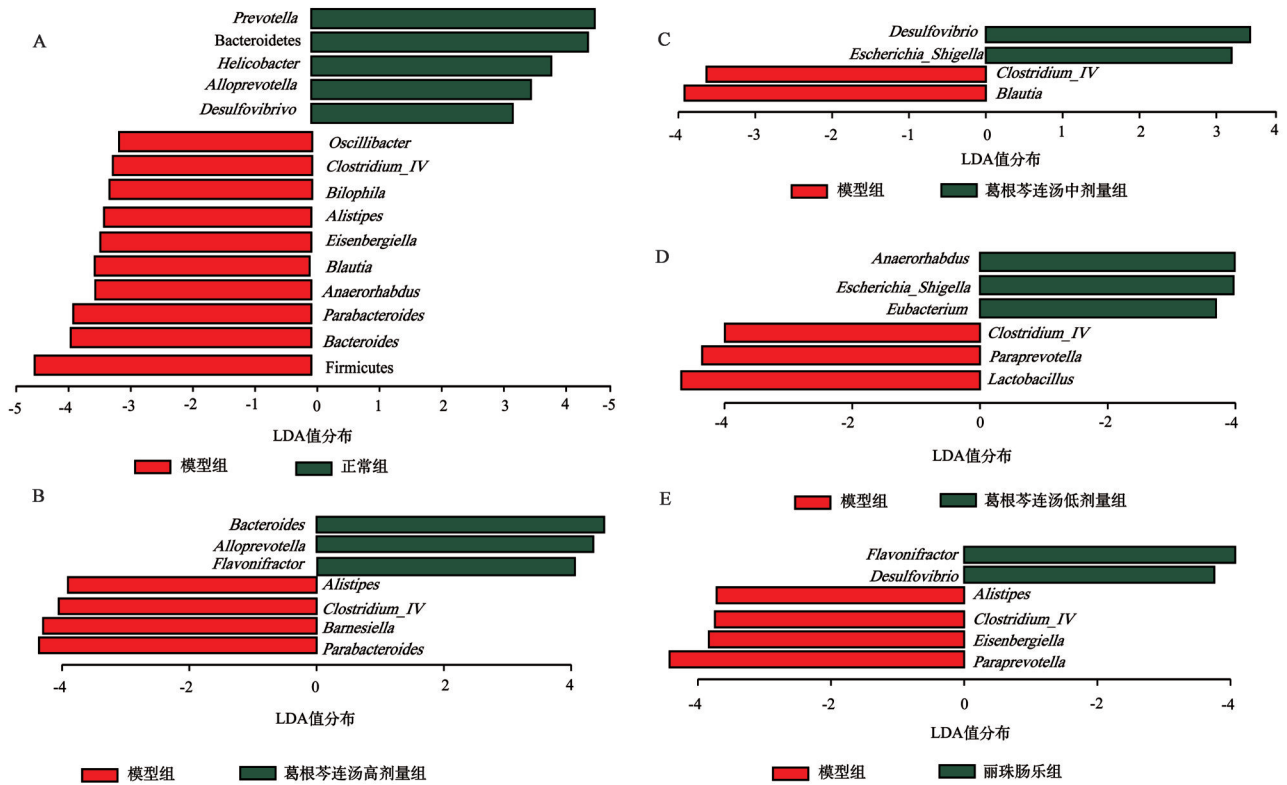 A
Prevotella
Bacteroidetes
Helicobacter
Alloprevotella
Desulfovibrivo
Oscillibacter
Clostridium_IV
Bilophila
Alistipes
Eisenbergiella
Blautia
Anaerorhabdus
Parabacteroides
Bacteroides
Firmicutes
-5 -4 -3 -2 -1 0 1 2 3 4 -5
LDA值分布
模型组 正常组
B
Bacteroides
Alloprevotella
Flavonifractor
Alistipes
Clostridium_IV
Barnesiella
Parabacteroides
-4 -2 0 2 4
LDA值分布
模型组 葛根芩连汤高剂量组
C
Desulfovibrio
Escherichia_Shigella
Clostridium_IV
Blautia
-4 -3 -2 -1 0 1 2 3 4
LDA值分布
模型组 葛根芩连汤中剂量组
D
Anaerorhabdus
Escherichia_Shigella
Eubacterium
Clostridium_IV
Paraprevotella
Lactobacillus
-4 -2 0 -2 -4
LDA值分布
模型组 葛根芩连汤低剂量组
E
Flavonifractor
Desulfovibrio
Alistipes
Clostridium_IV
Eisenbergiella
Paraprevotella
-4 -2 0 -2 -4
LDA值分布
模型组 丽珠肠乐组